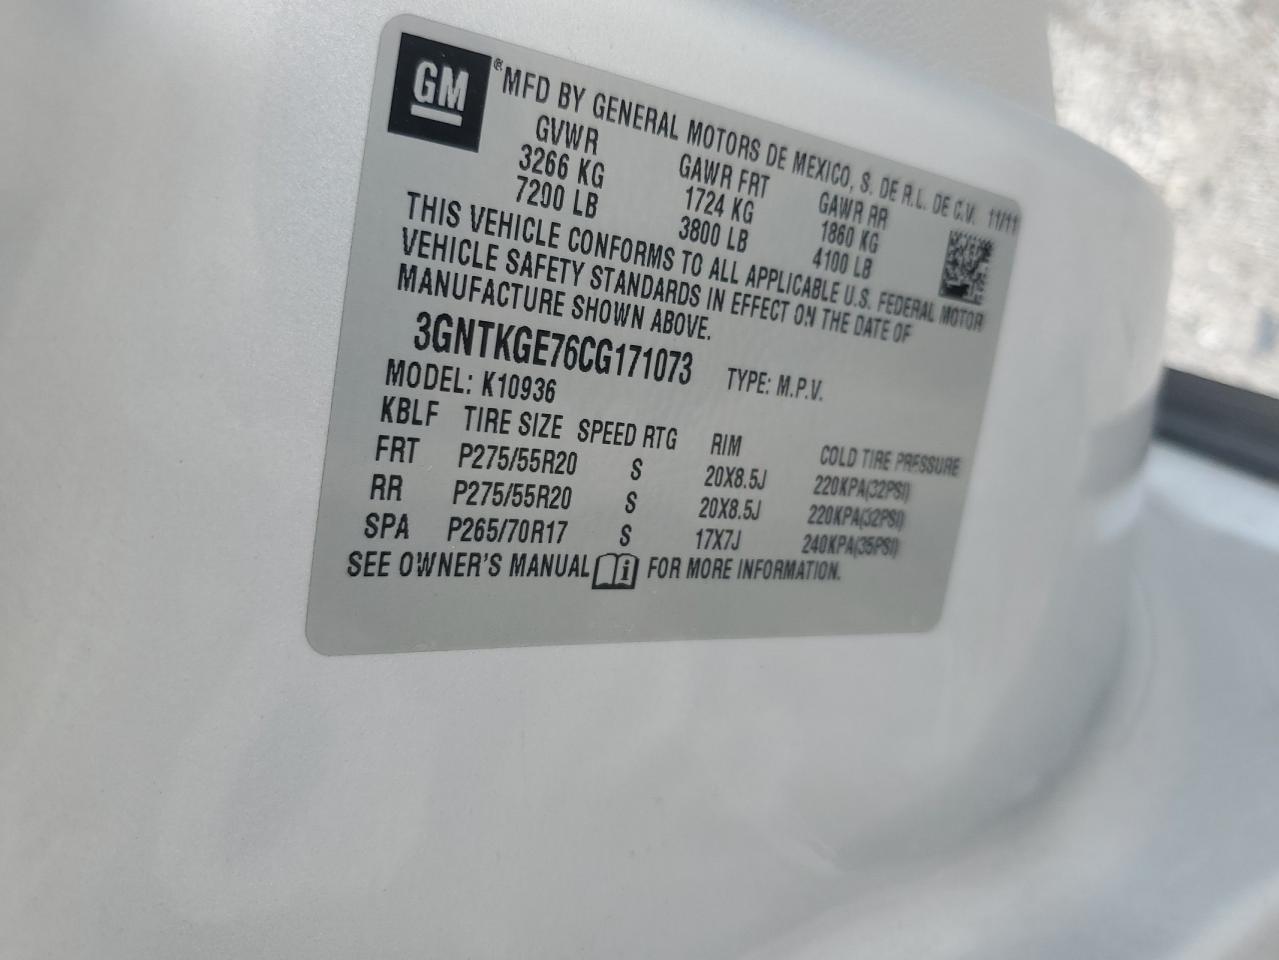 GM
® MFD BY GENERAL MOTORS DE MEXICO, S. DE R.L. DE C.V. 11/11
GVWR GAWR FRT GAWR RR
3266 KG 1724 KG 1860 KG
7200 LB 3800 LB 4100 LB
THIS VEHICLE CONFORMS TO ALL APPLICABLE U.S. FEDERAL MOTOR
VEHICLE SAFETY STANDARDS IN EFFECT ON THE DATE OF
MANUFACTURE SHOWN ABOVE.
3GNTKGE76CG171073 TYPE: M.P.V.
MODEL: K10936
KBLF TIRE SIZE SPEED RTG RIM COLD TIRE PRESSURE
FRT P275/55R20 S 20X8.5J 220KPA(32PSI)
RR P275/55R20 S 20X8.5J 220KPA(32PSI)
SPA P265/70R17 S 17X7J 240KPA(35PSI)
SEE OWNER'S MANUAL i FOR MORE INFORMATION.